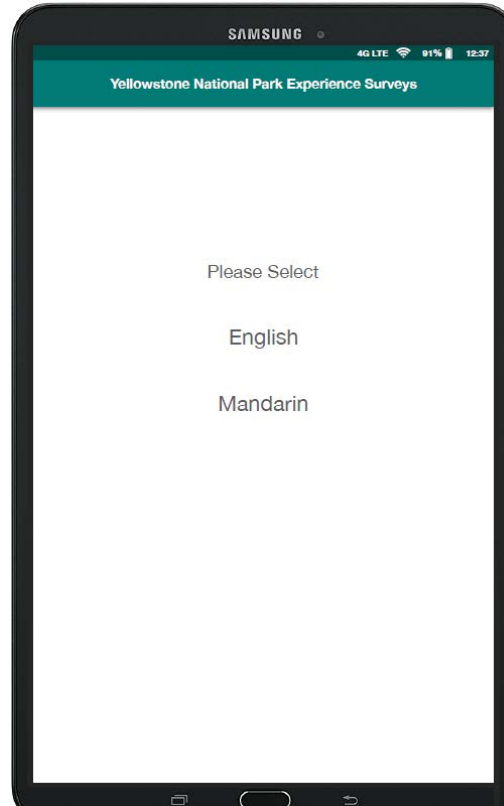 SAMSUNG
4G LTE 91% 12:37
Yellowstone National Park Experience Surveys
Please Select
English
Mandarin